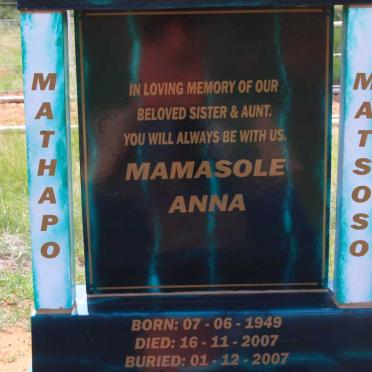 MATHAPO
IN LOVING MEMORY OF OUR
BELOVED SISTER & AUNT.
YOU WILL ALWAYS BE WITH US.
MAMASOLE
ANNA
MATSOSO
BORN: 07 - 06 - 1949
DIED: 16 - 11 - 2007
BURIED: 01 - 12 - 2007